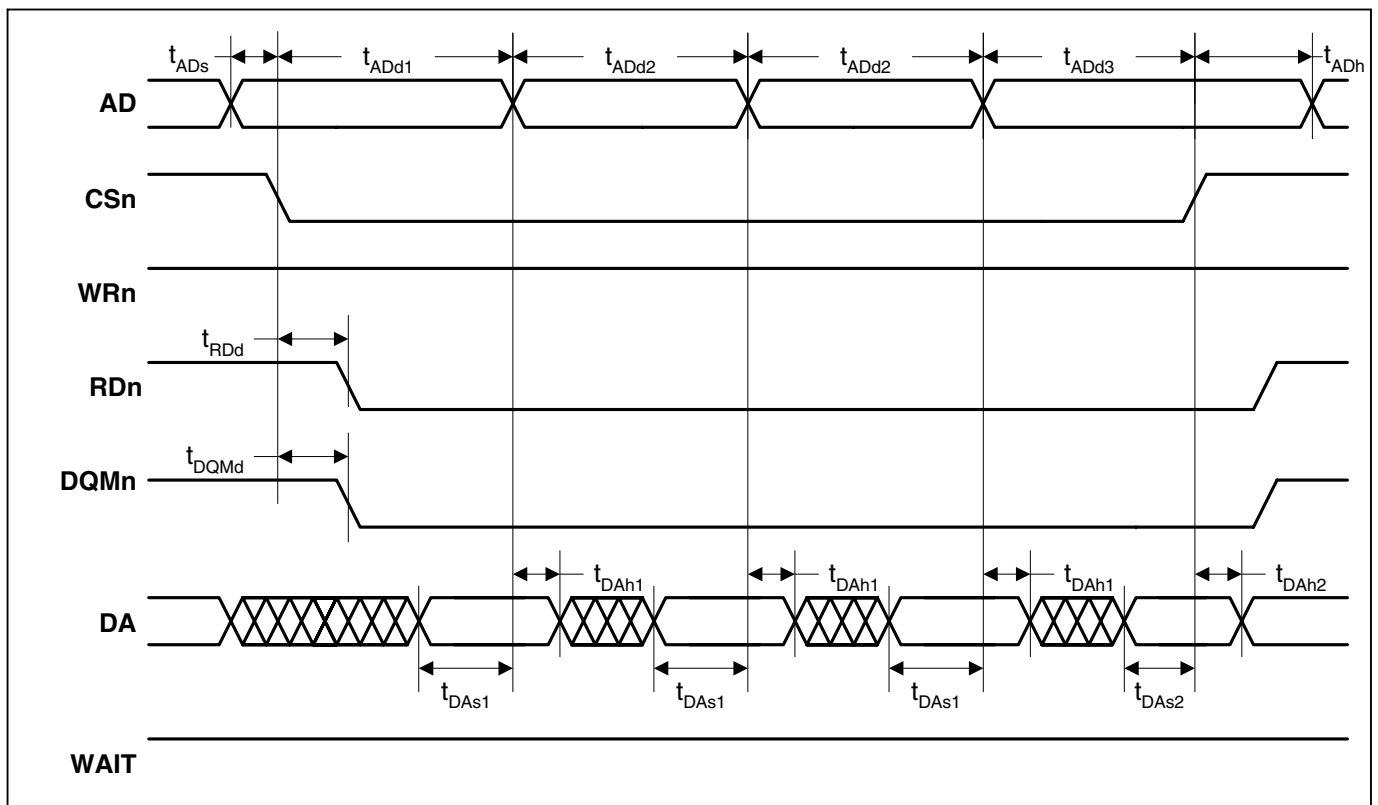 tADs tADd1 tADd2 tADd2 tADd3 tADh
AD
CSn
WRn
tRDd
RDn
tDQMd
DQMn
tDAh1 tDAh1 tDAh1 tDAh2
DA
tDAs1 tDAs1 tDAs1 tDAs2
WAIT